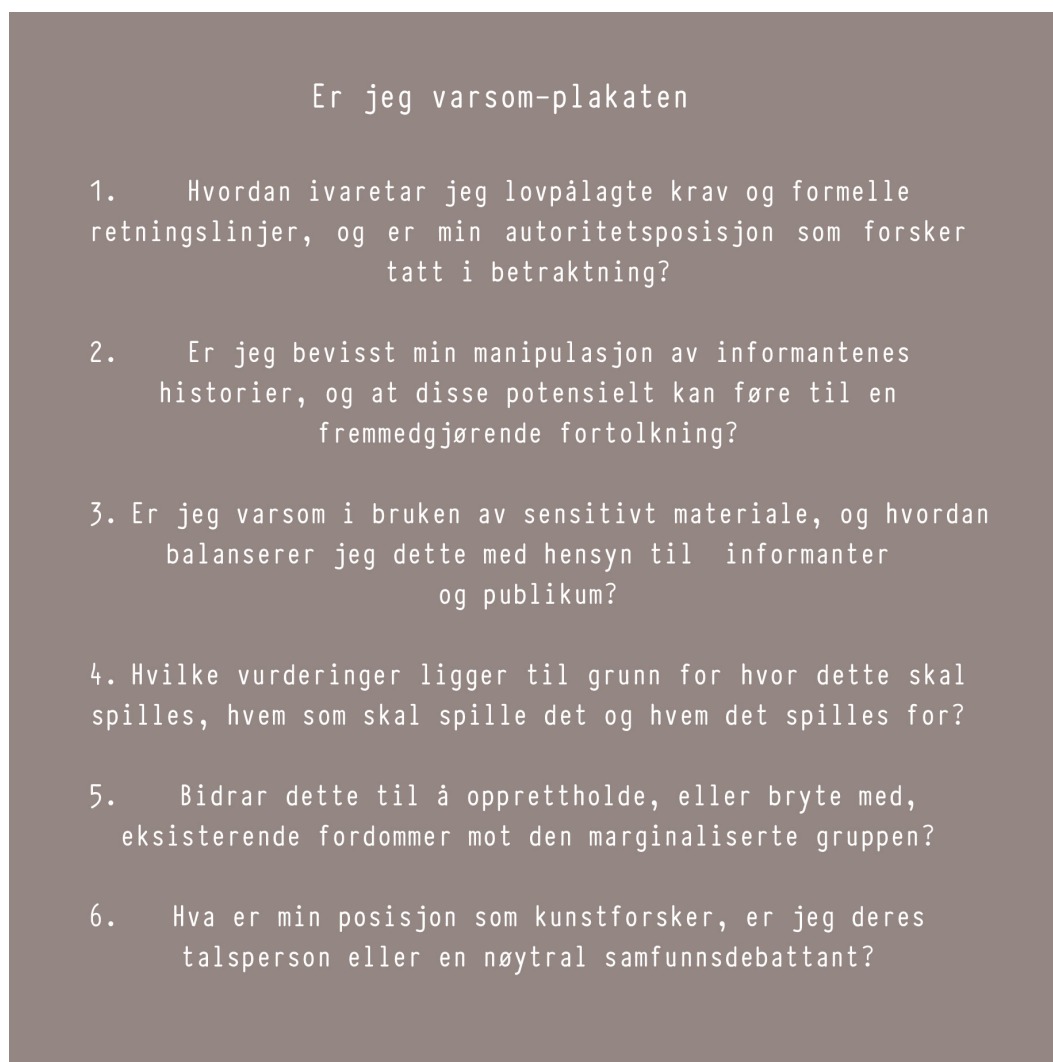 Er jeg varsom-plakaten
1. Hvordan ivaretar jeg lovpålagte krav og formelle
retningslinjer, og er min autoritetsposisjon som forsker
tatt i betraktning?
2. Er jeg bevisst min manipulasjon av informantenes
historier, og at disse potensielt kan føre til en
fremmedgjørende fortolkning?
3. Er jeg varsom i bruken av sensitivt materiale, og hvordan
balanserer jeg dette med hensyn til informanter
og publikum?
4. Hvilke vurderinger ligger til grunn for hvor dette skal
spilles, hvem som skal spille det og hvem det spilles for?
5. Bidrar dette til å opprettholde, eller bryte med,
eksisterende fordommer mot den marginaliserte gruppen?
6. Hva er min posisjon som kunstforsker, er jeg deres
talsperson eller en nøytral samfunnsdebattant?